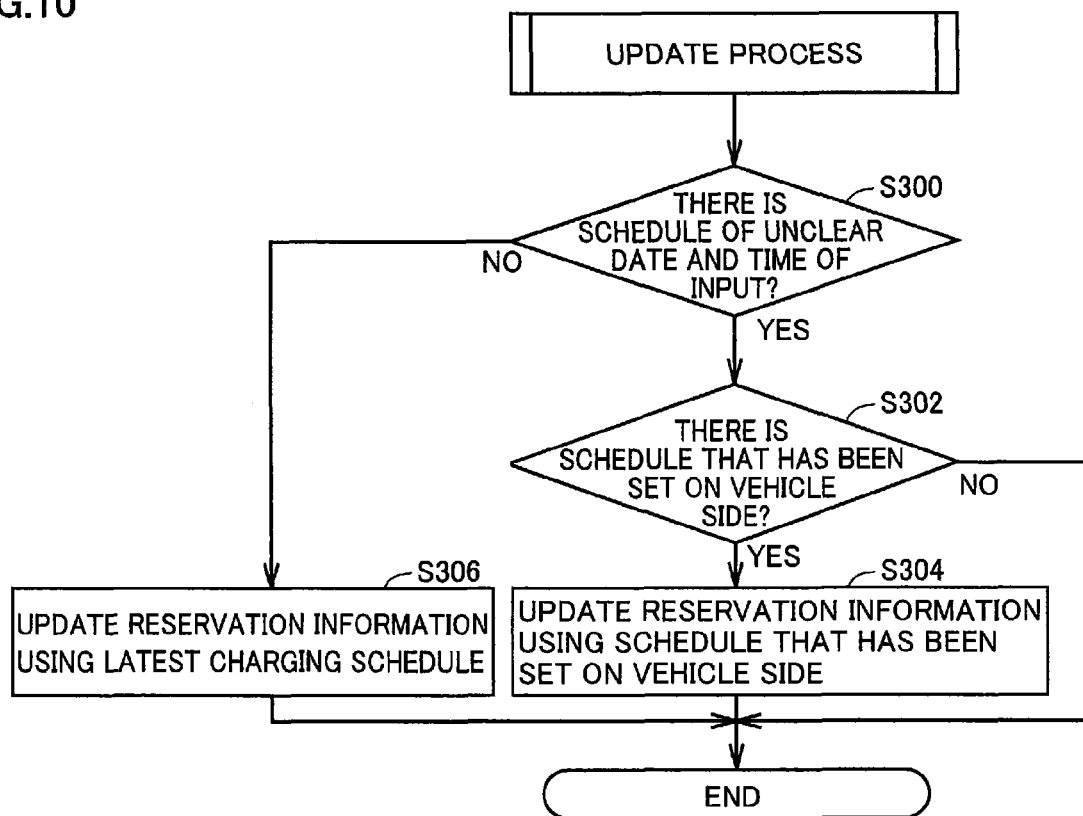 G.10
UPDATE PROCESS
S300
THERE IS
SCHEDULE OF UNCLEAR
DATE AND TIME OF
INPUT?
NO
YES
S302
THERE IS
SCHEDULE THAT HAS BEEN
SET ON VEHICLE
SIDE?
NO
YES
S306
UPDATE RESERVATION INFORMATION
USING LATEST CHARGING SCHEDULE
S304
UPDATE RESERVATION INFORMATION
USING SCHEDULE THAT HAS BEEN
SET ON VEHICLE SIDE
END